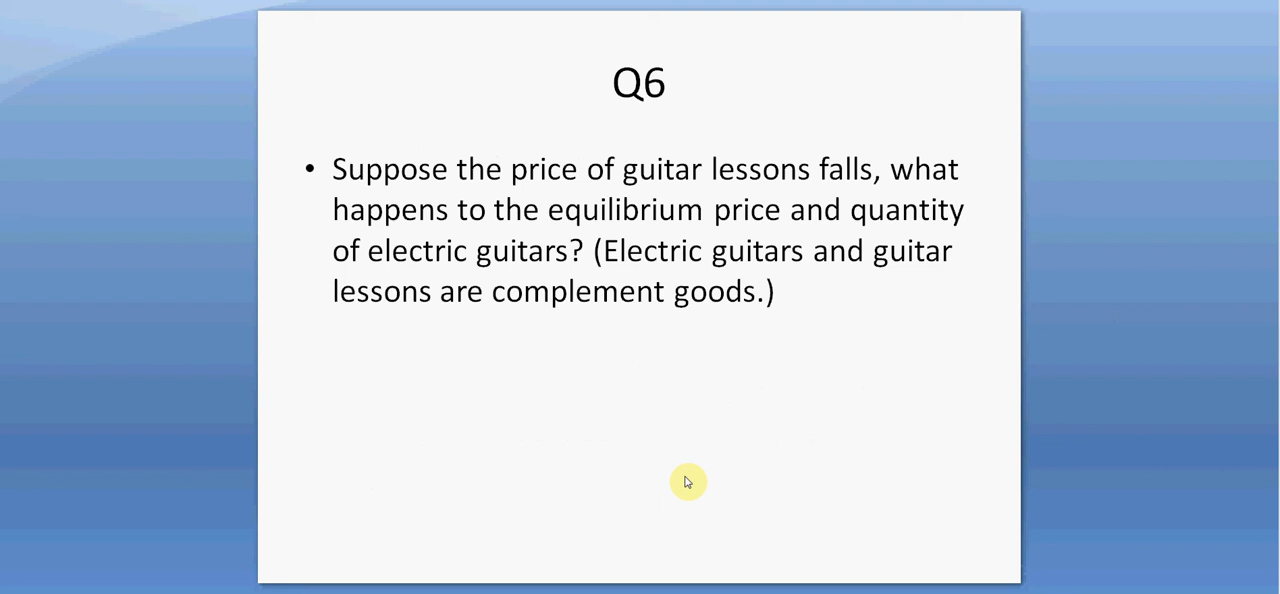 Q6
• Suppose the price of guitar lessons falls, what
happens to the equilibrium price and quantity
of electric guitars? (Electric guitars and guitar
lessons are complement goods.)